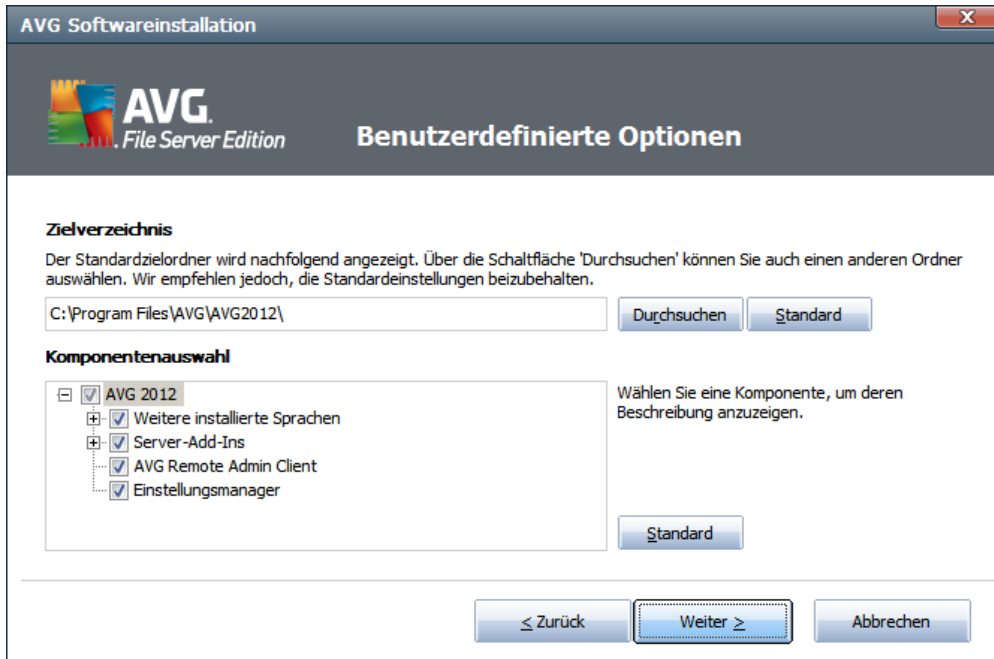 AVG Softwareinstallation
X
AVG.
File Server Edition
Benutzerdefinierte Optionen
Zielverzeichnis
Der Standardzielordner wird nachfolgend angezeigt. Über die Schaltfläche 'Durchsuchen' können Sie auch einen anderen Ordner
auswählen. Wir empfehlen jedoch, die Standardeinstellungen beizubehalten.
C:\Program Files\AVG\AVG2012\
Durchsuchen
Standard
Komponentenauswahl
AVG 2012
Weitere installierte Sprachen
Server-Add-Ins
AVG Remote Admin Client
Einstellungsmanager
Wählen Sie eine Komponente, um deren
Beschreibung anzuzeigen.
Standard
< Zurück
Weiter >
Abbrechen